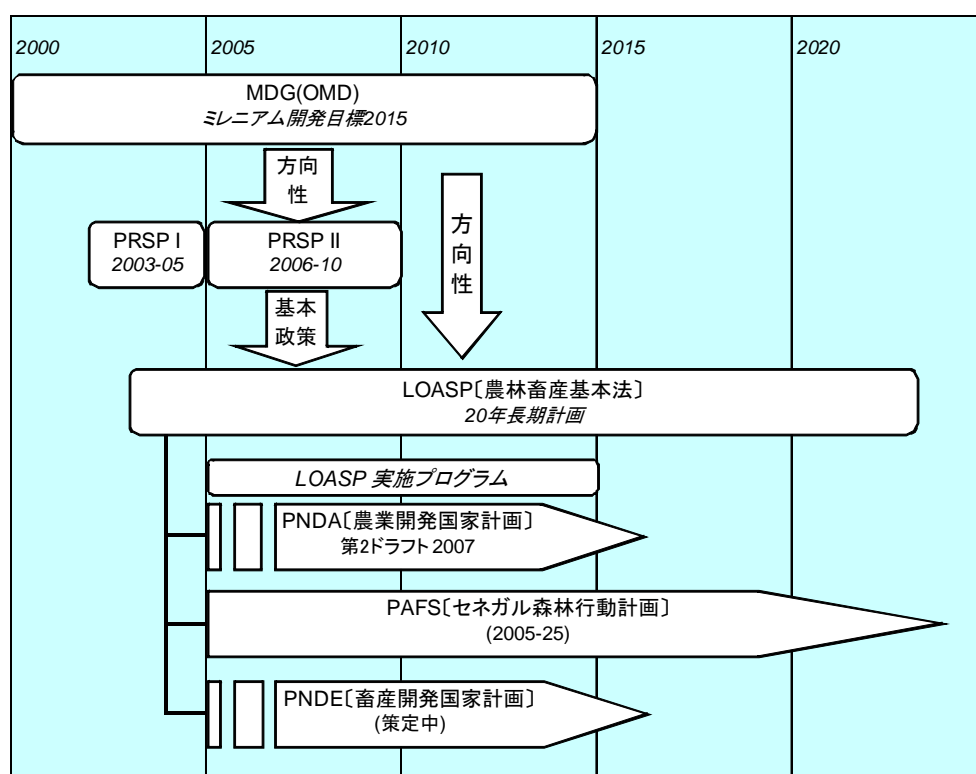 2000 2005 2010 2015 2020
MDG(OMD)
ミレニアム開発目標2015
方向
性
方
向
性
PRSP I
2003-05
PRSP II
2006-10
基本
政策
LOASP〔農林畜産基本法〕
20年長期計画
LOASP 実施プログラム
PNDA〔農業開発国家計画〕
第2ドラフト2007
PAFS〔セネガル森林行動計画〕
(2005-25)
PNDE〔畜産開発国家計画〕
(策定中)